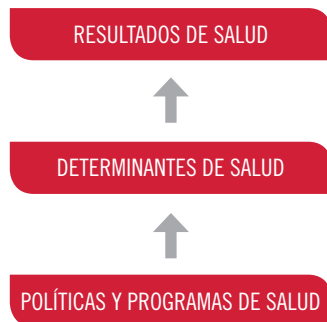 RESULTADOS DE SALUD
DETERMINANTES DE SALUD
POLÍTICAS Y PROGRAMAS DE SALUD